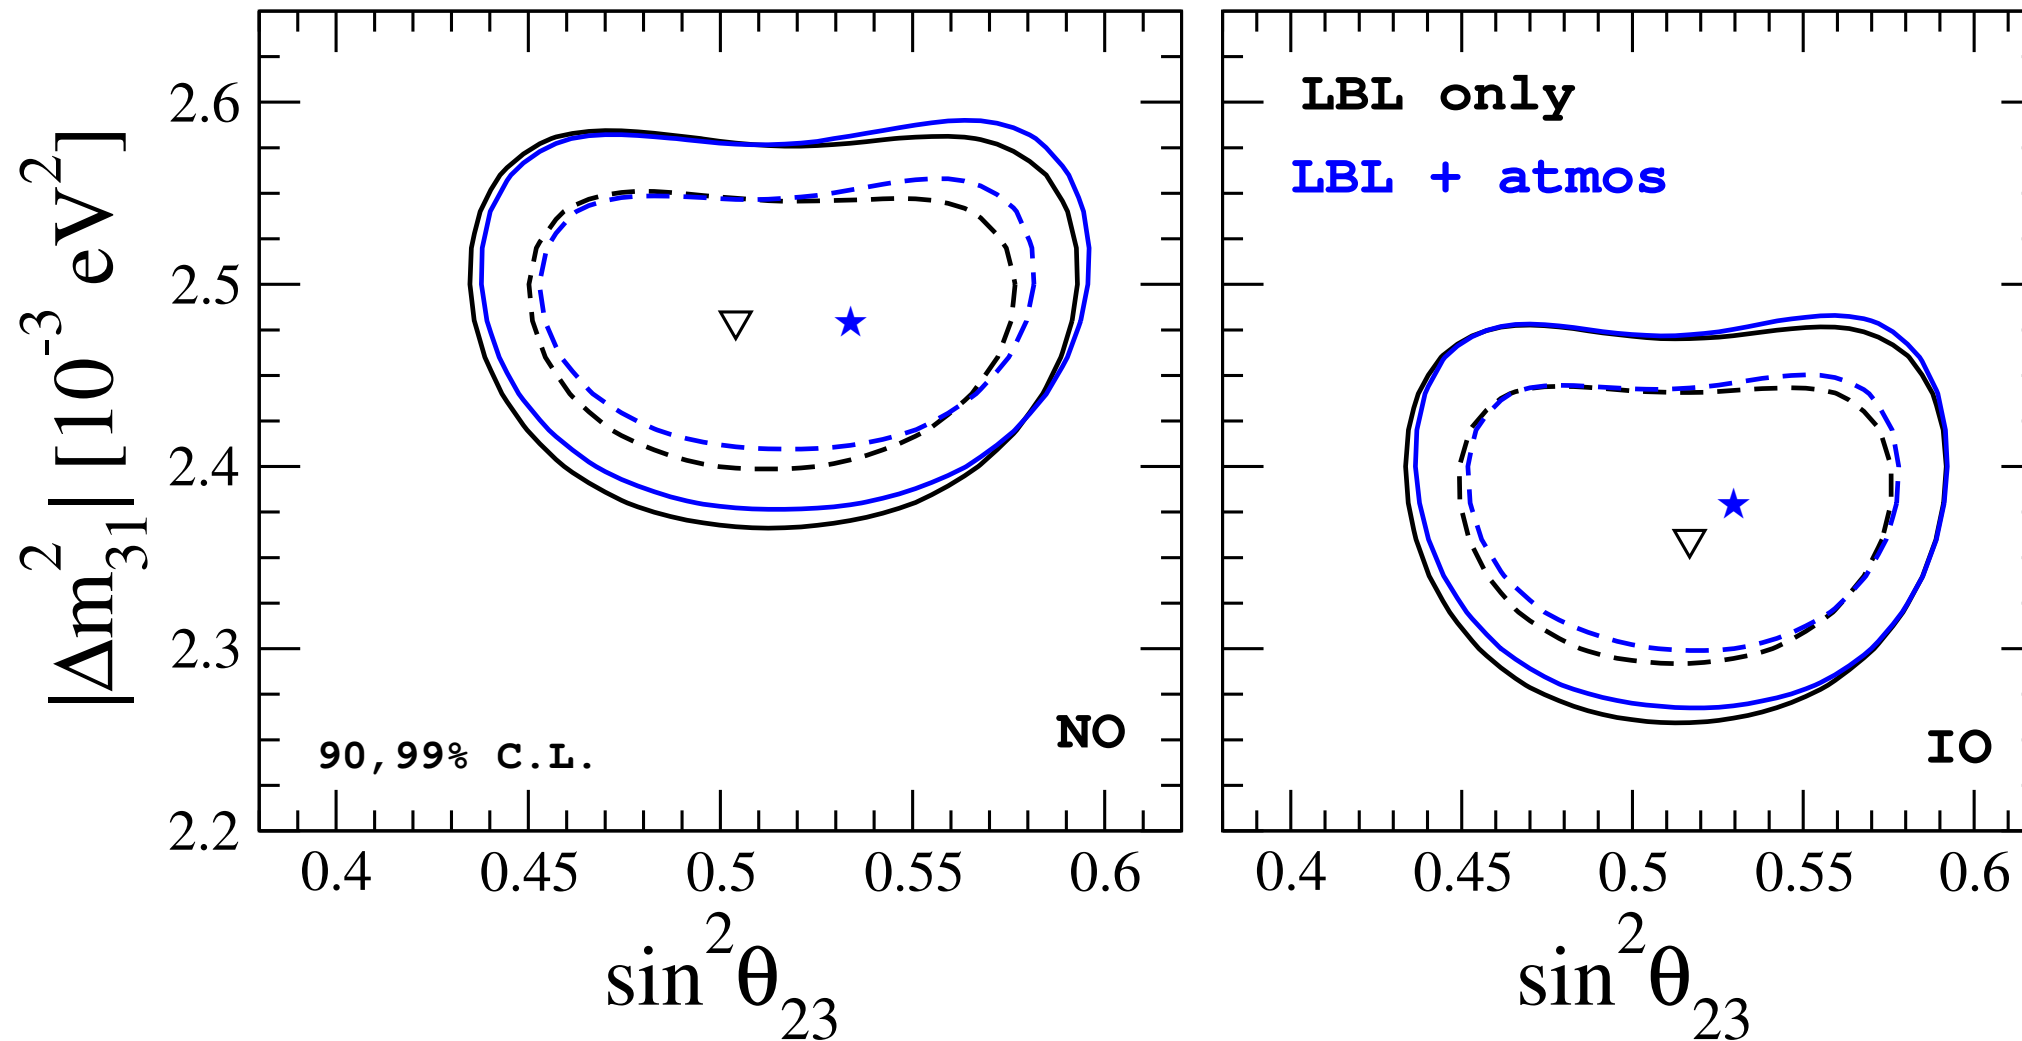 LBL only
2.6
LBL + atmos
|Δm²₃₁| [10⁻³ eV²]
2.5
2.4
2.3
NO
IO
90,99% C.L.
2.2
0.4 0.45 0.5 0.55 0.6
0.4 0.45 0.5 0.55 0.6
sin²θ₂₃
sin²θ₂₃